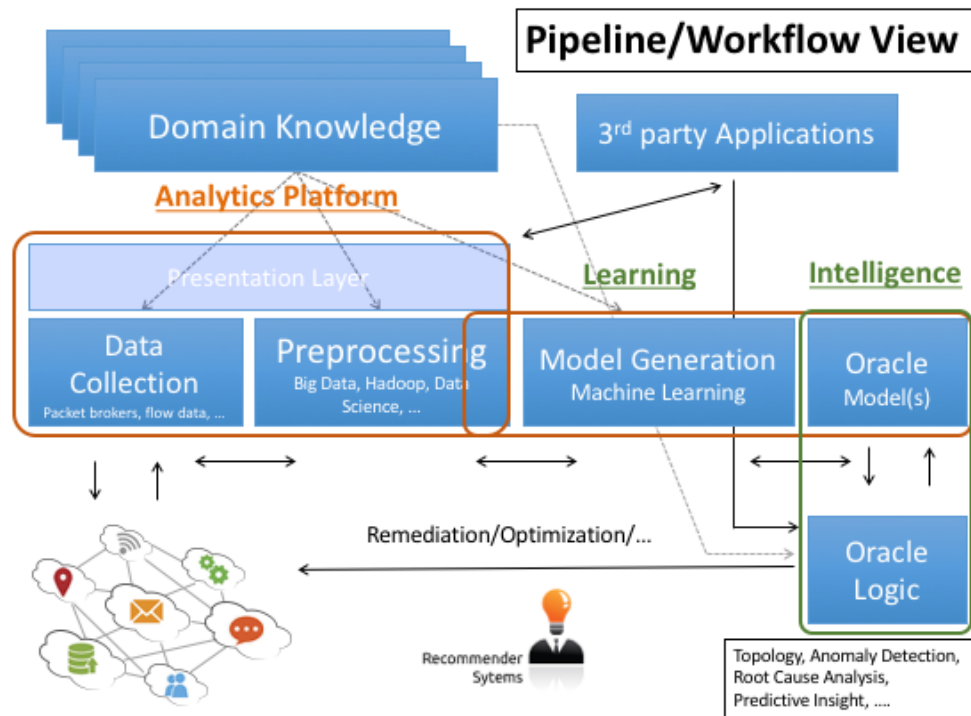 Pipeline/Workflow View
Domain Knowledge
3rd party Applications
Analytics Platform
Presentation Layer
Learning
Intelligence
Data
Collection
Packet brokers, flow data, ...
Preprocessing
Big Data, Hadoop, Data
Science, ...
Model Generation
Machine Learning
Oracle
Model(s)
Remediation/Optimization/...
Oracle
Logic
Recommender
Sytems
Topology, Anomaly Detection,
Root Cause Analysis,
Predictive Insight, ....